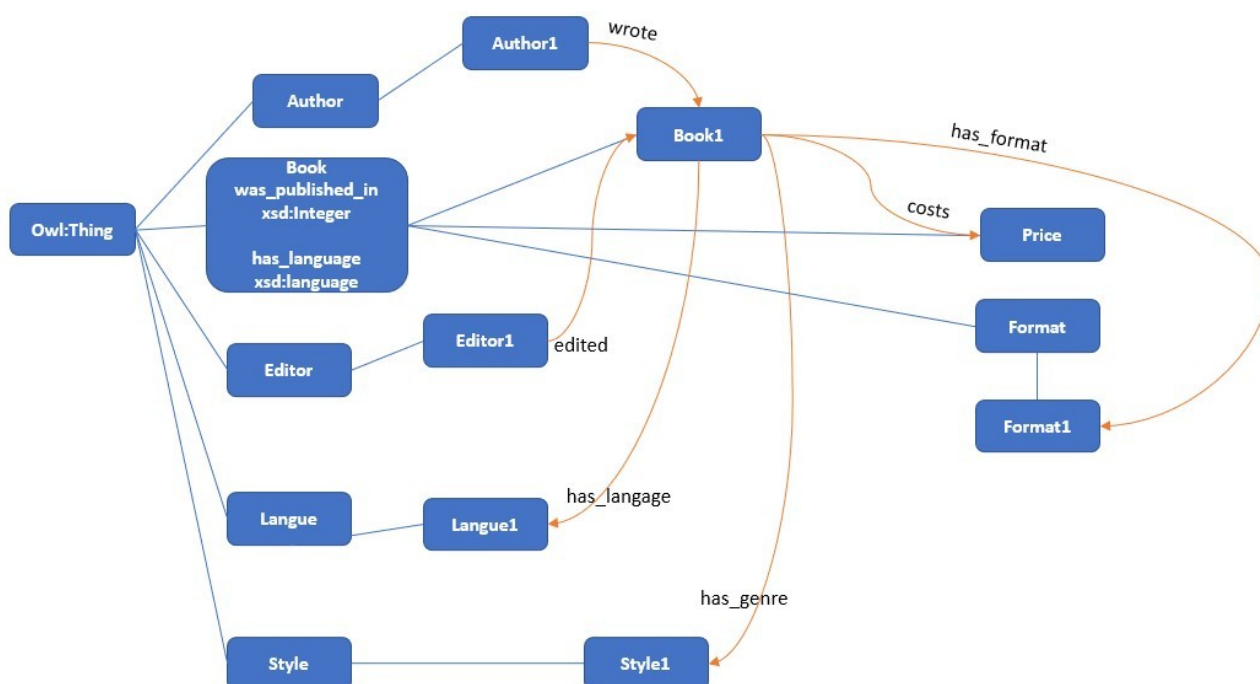 wrote
Author1
Author
Book1
has_format
Book
was_published_in
xsd:Integer
has_language
xsd:language
Owl:Thing
costs
Price
Format
Editor1
edited
Editor
Format1
has_langage
Langue
Langue1
has_genre
Style
Style1